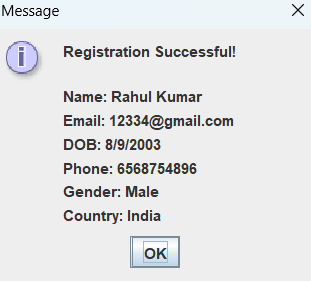 Message
Registration Successful!
Name: Rahul Kumar
Email: 12334@gmail.com
DOB: 8/9/2003
Phone: 6568754896
Gender: Male
Country: India
OK